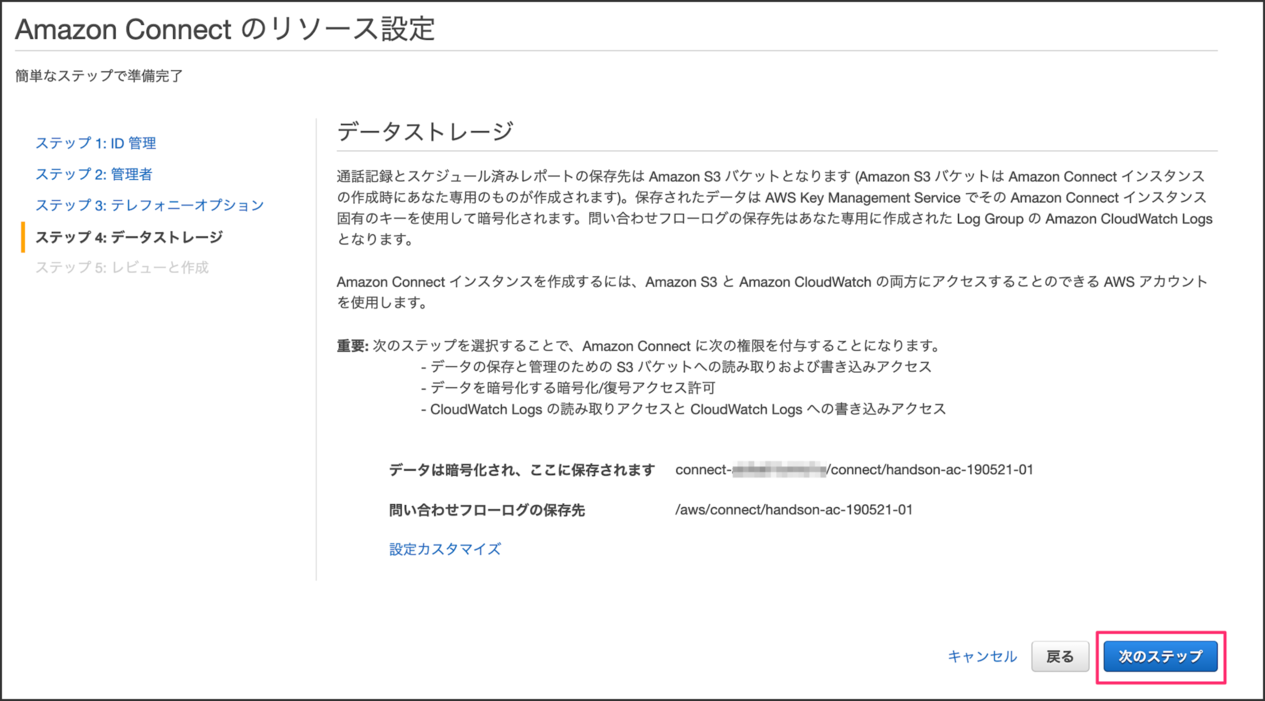 Amazon Connect のリソース設定
簡単なステップで準備完了
ステップ 1: ID 管理
ステップ 2: 管理者
ステップ 3: テレフォニーオプション
ステップ 4: データストレージ
ステップ 5: レビューと作成
データストレージ
通話記録とスケジュール済みレポートの保存先は Amazon S3 バケットとなります (Amazon S3 バケットは Amazon Connect インスタンス
の作成時にあなた専用のものが作成されます)。保存されたデータは AWS Key Management Service でその Amazon Connect インスタンス
固有のキーを使用して暗号化されます。問い合わせフローログの保存先はあなた専用に作成された Log Group の Amazon CloudWatch Logs
となります。
Amazon Connect インスタンスを作成するには、Amazon S3 と Amazon CloudWatch の両方にアクセスすることのできる AWS アカウント
を使用します。
重要: 次のステップを選択することで、Amazon Connect に次の権限を付与することになります。
- データの保存と管理のための S3 バケットへの読み取りおよび書き込みアクセス
- データを暗号化する暗号化/復号アクセス許可
- CloudWatch Logs の読み取りアクセスと CloudWatch Logs への書き込みアクセス
データは暗号化され、ここに保存されます connect-/connect/handson-ac-190521-01
問い合わせフローログの保存先 /aws/connect/handson-ac-190521-01
設定カスタマイズ
キャンセル 戻る 次のステップ